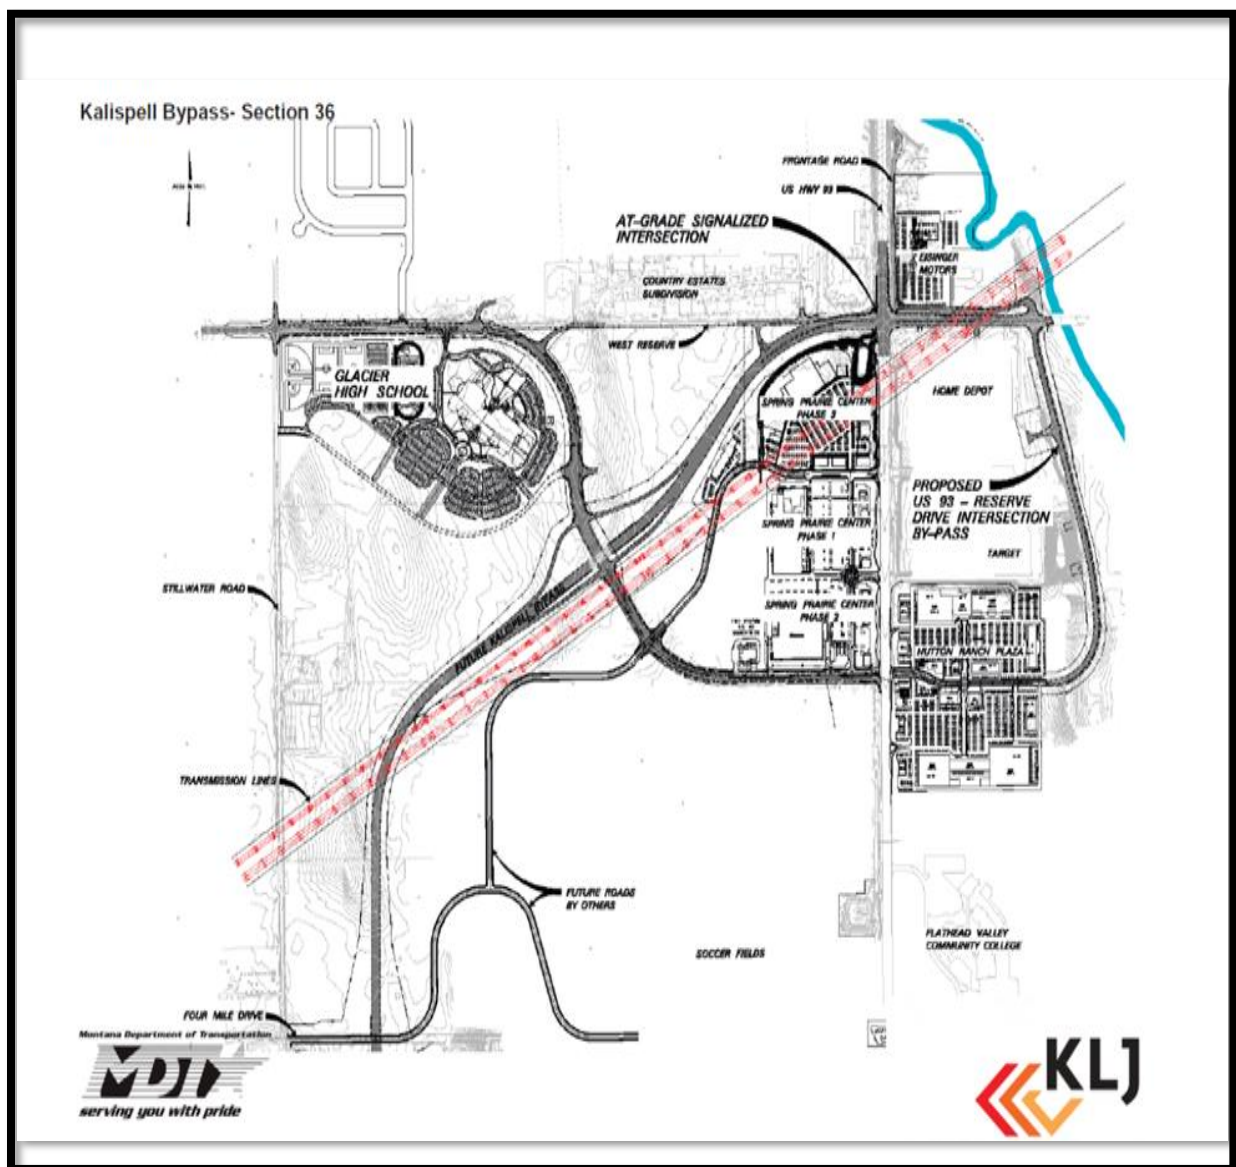 Kalispell Bypass- Section 36
FRONTAGE ROAD
US HWY 93
AT-GRADE SIGNALIZED
INTERSECTION
EISINGER
MOTORS
COUNTRY ESTATES
SUBDIVISION
WEST RESERVE
GLACIER
HIGH SCHOOL
HOME DEPOT
SPRING PRAIRIE CENTER
PHASE 3
PROPOSED
US 93 - RESERVE
DRIVE INTERSECTION
BY-PASS
SPRING PRAIRIE CENTER
PHASE 1
TARGET
STILLWATER ROAD
FUTURE KALISPELL BYPASS
SPRING PRAIRIE CENTER
PHASE 2
HUTTON RANCH PLAZA
TRANSMISSION LINES
FUTURE ROADS
BY OTHERS
SOCCER FIELDS
FLATHEAD VALLEY
COMMUNITY COLLEGE
FOUR MILE DRIVE
Montana Department of Transportation
MDT
serving you with pride
KLJ